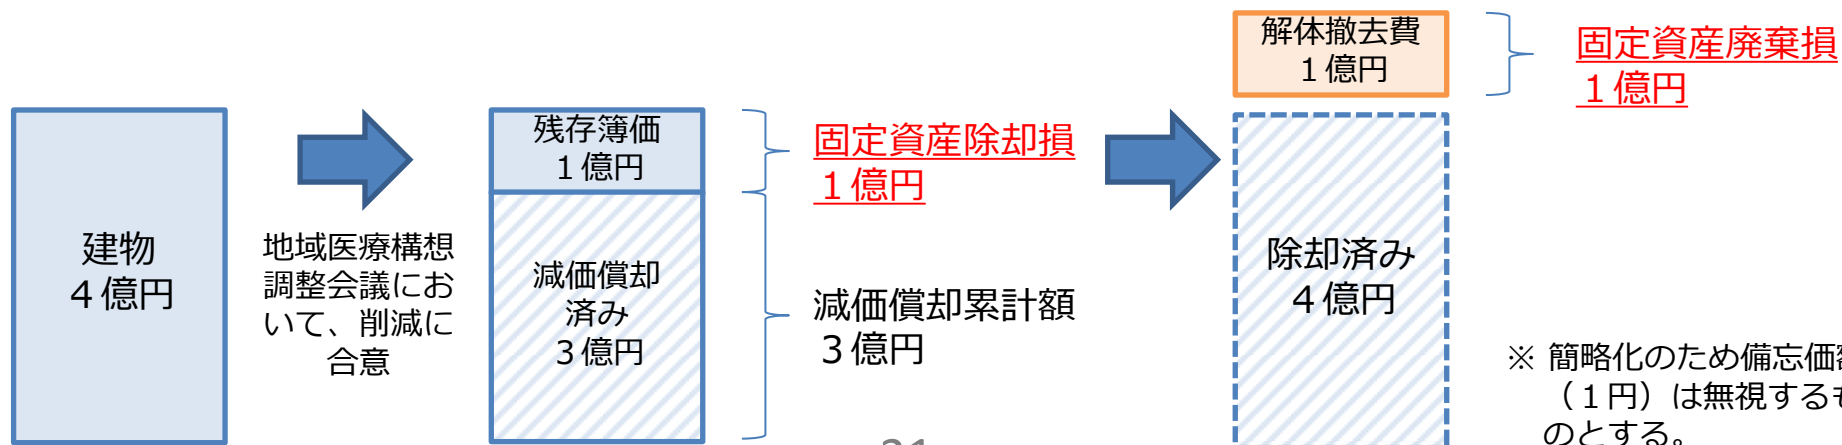 建物
４億円
地域医療構想
調整会議にお
いて、削減に
合意
残存簿価
１億円
減価償却
済み
３億円
固定資産除却損
１億円
減価償却累計額
３億円
解体撤去費
１億円
除却済み
４億円
固定資産廃棄損
１億円
※ 簡略化のため備忘価額
（１円）は無視するも
のとする。